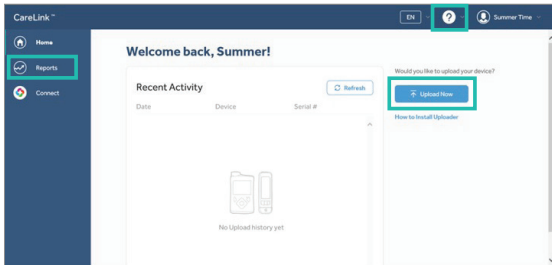 CareLink™
EN
?
Summer Time
Home
Reports
Connect
Welcome back, Summer!
Recent Activity
Refresh
Date Device Serial #
No Upload history yet
Would you like to upload your device?
Upload Now
How to Install Uploader